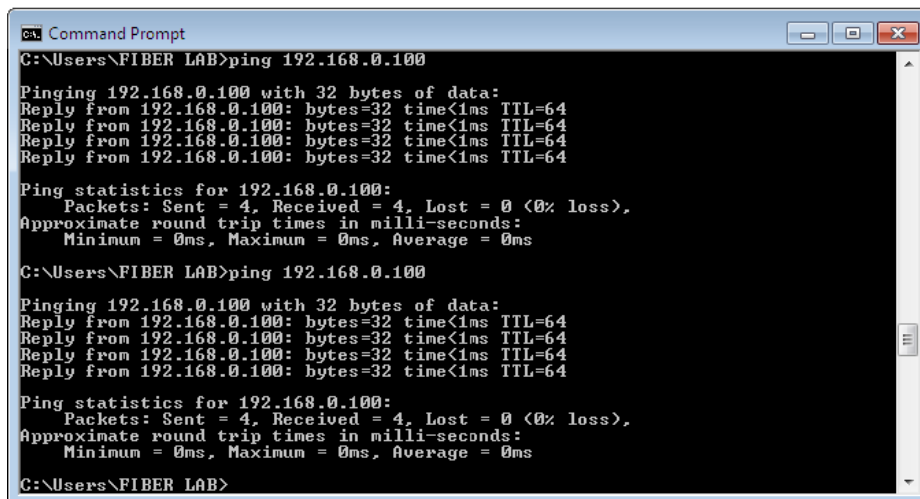 Command Prompt
C:\Users\FIBER LAB>ping 192.168.0.100
Pinging 192.168.0.100 with 32 bytes of data:
Reply from 192.168.0.100: bytes=32 time<1ms TTL=64
Reply from 192.168.0.100: bytes=32 time<1ms TTL=64
Reply from 192.168.0.100: bytes=32 time<1ms TTL=64
Reply from 192.168.0.100: bytes=32 time<1ms TTL=64
Ping statistics for 192.168.0.100:
Packets: Sent = 4, Received = 4, Lost = 0 (0% loss),
Approximate round trip times in milli-seconds:
Minimum = 0ms, Maximum = 0ms, Average = 0ms
C:\Users\FIBER LAB>ping 192.168.0.100
Pinging 192.168.0.100 with 32 bytes of data:
Reply from 192.168.0.100: bytes=32 time<1ms TTL=64
Reply from 192.168.0.100: bytes=32 time<1ms TTL=64
Reply from 192.168.0.100: bytes=32 time<1ms TTL=64
Reply from 192.168.0.100: bytes=32 time<1ms TTL=64
Ping statistics for 192.168.0.100:
Packets: Sent = 4, Received = 4, Lost = 0 (0% loss),
Approximate round trip times in milli-seconds:
Minimum = 0ms, Maximum = 0ms, Average = 0ms
C:\Users\FIBER LAB>